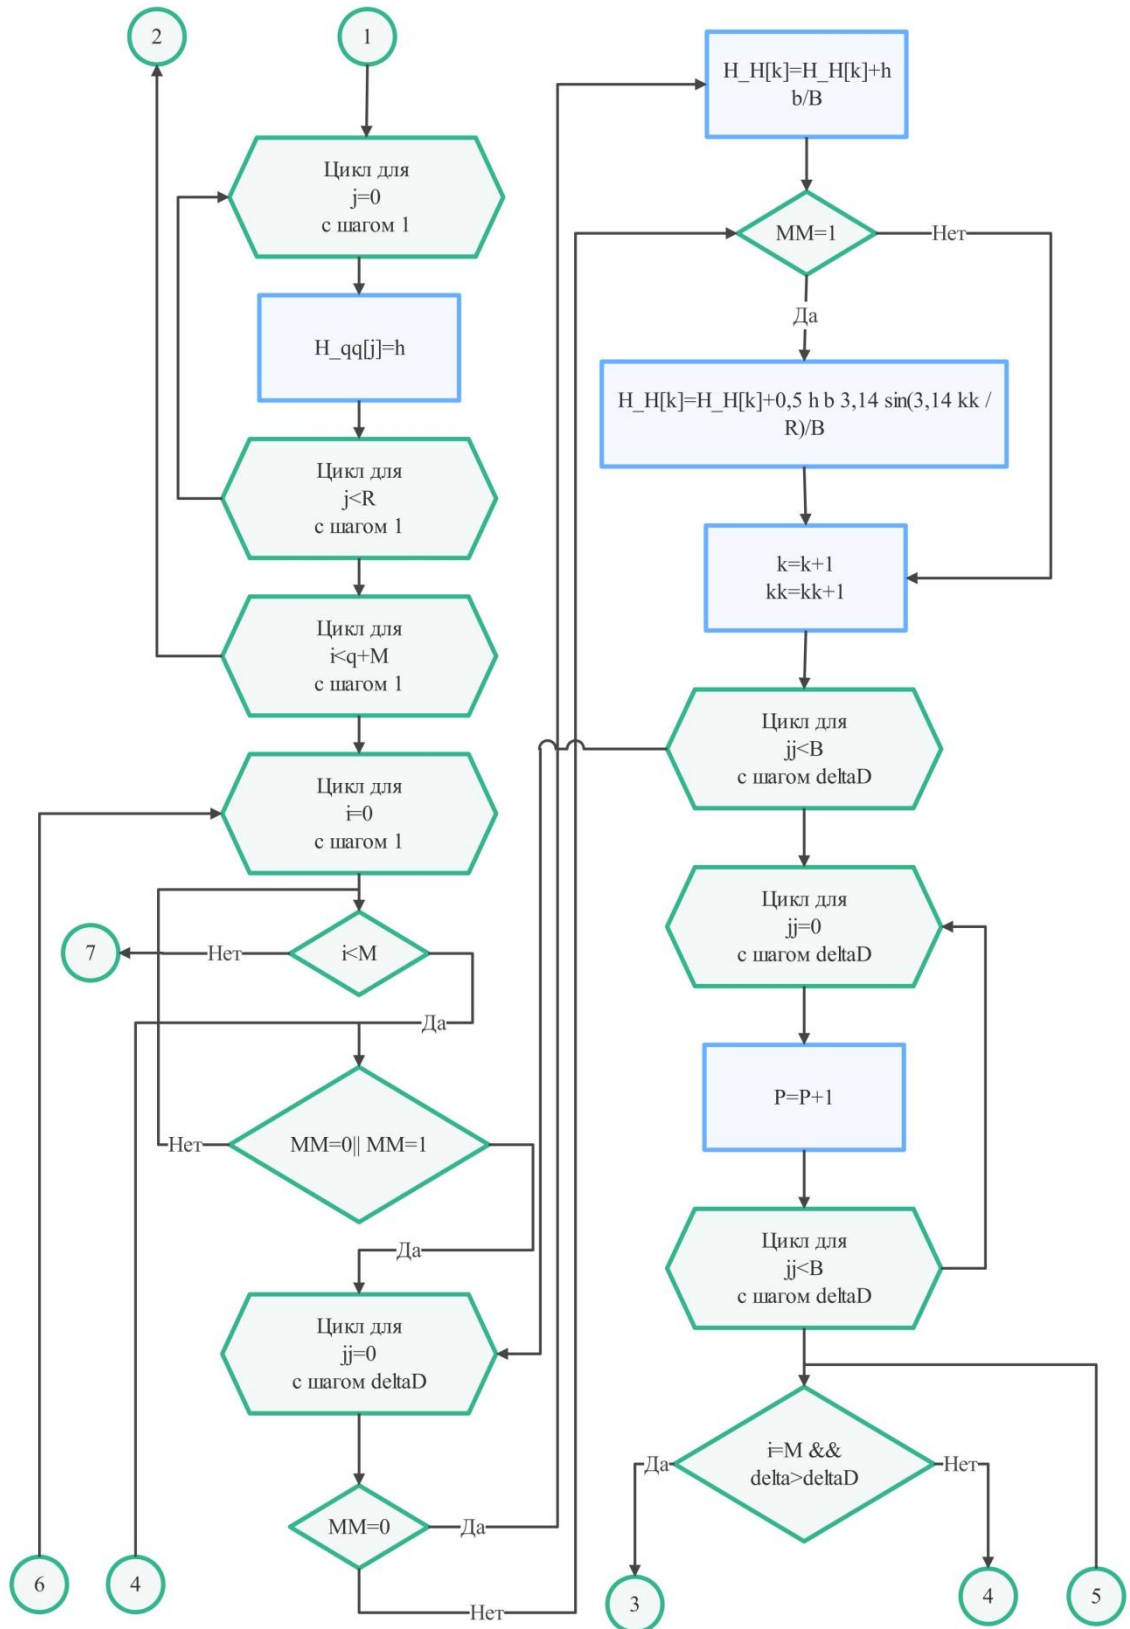 2
1
Цикл для
j=0
с шагом 1
H_qq[j]=h
Цикл для
j<R
с шагом 1
Цикл для
i<q+M
с шагом 1
Цикл для
i=0
с шагом 1
7
Нет
i<M
Да
Нет
MM=0|| MM=1
Да
Цикл для
jj=0
с шагом deltaD
MM=0
Да
Нет
6
4
H_H[k]=H_H[k]+h
b/B
MM=1
Нет
Да
H_H[k]=H_H[k]+0,5 h b 3,14 sin(3,14 kk /
R)/B
k=k+1
kk=kk+1
Цикл для
jj<B
с шагом deltaD
Цикл для
jj=0
с шагом deltaD
P=P+1
Цикл для
jj<B
с шагом deltaD
i=M &&
delta>deltaD
Да
Нет
3
4
5